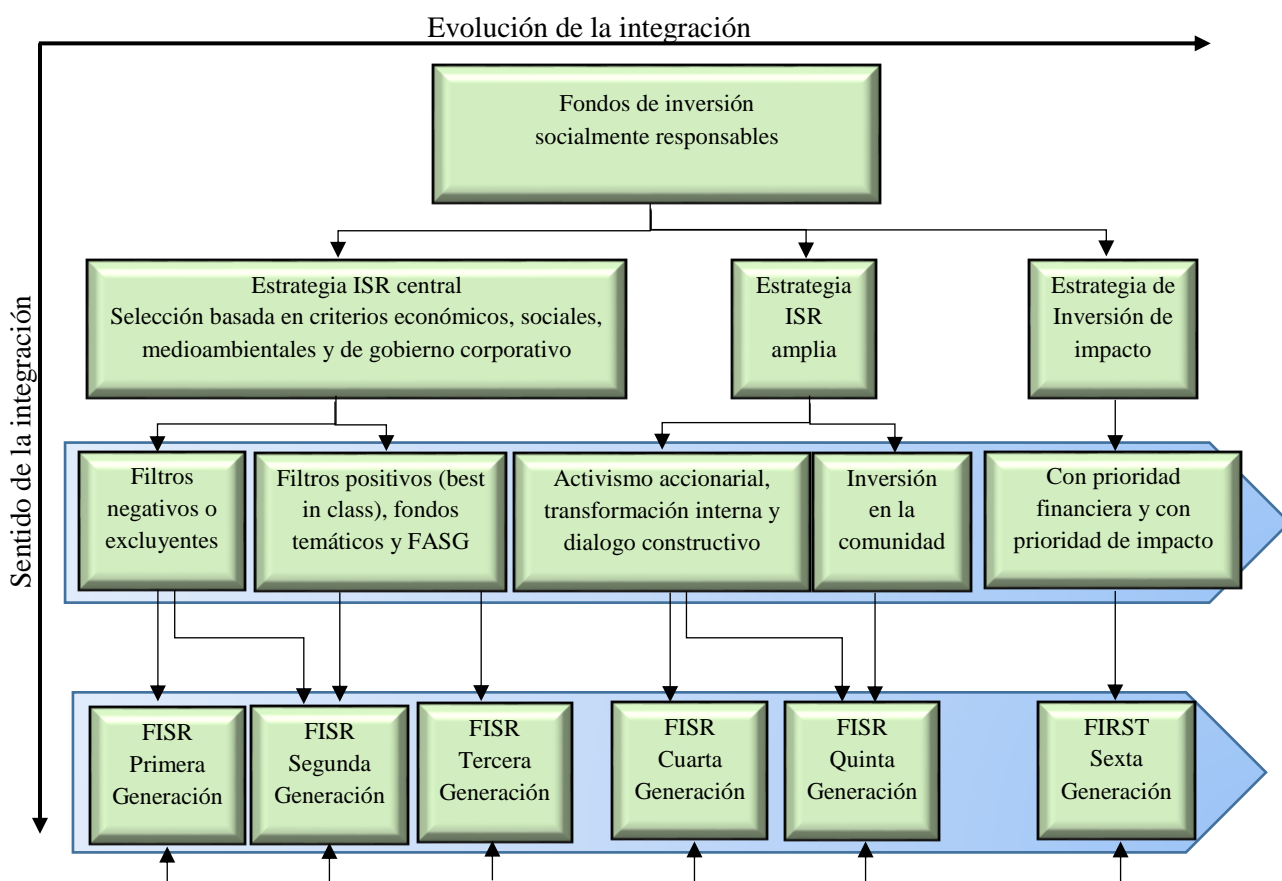 Evolución de la integración
Sentido de la integración
Fondos de inversión
socialmente responsables
Estrategia ISR central
Selección basada en criterios económicos, sociales,
medioambientales y de gobierno corporativo
Estrategia
ISR
amplia
Estrategia de
Inversión de
impacto
Filtros
negativos o
excluyentes
Filtros positivos (best
in class), fondos
temáticos y FASG
Activismo accionarial,
transformación interna y
dialogo constructivo
Inversión
en la
comunidad
Con prioridad
financiera y con
prioridad de impacto
FISR
Primera
Generación
FISR
Segunda
Generación
FISR
Tercera
Generación
FISR
Cuarta
Generación
FISR
Quinta
Generación
FIRST
Sexta
Generación